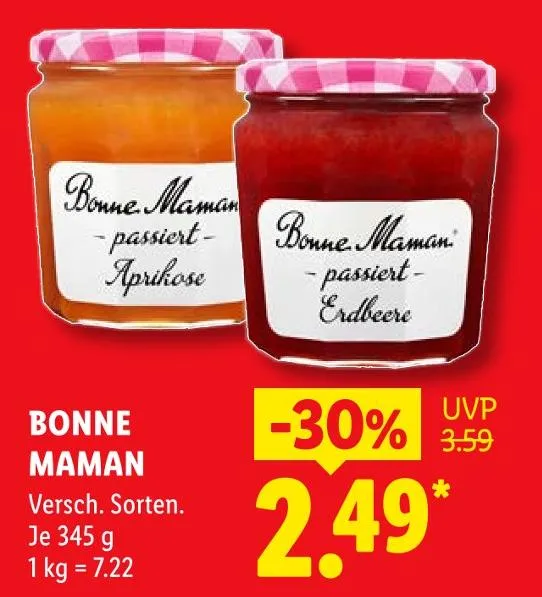 Bonne Maman
- passiert -
Aprikose
Bonne Maman®
- passiert -
Erdbeere
BONNE
MAMAN
Versch. Sorten.
Je 345 g
1 kg = 7.22
-30%
UVP
3.59
2.49*